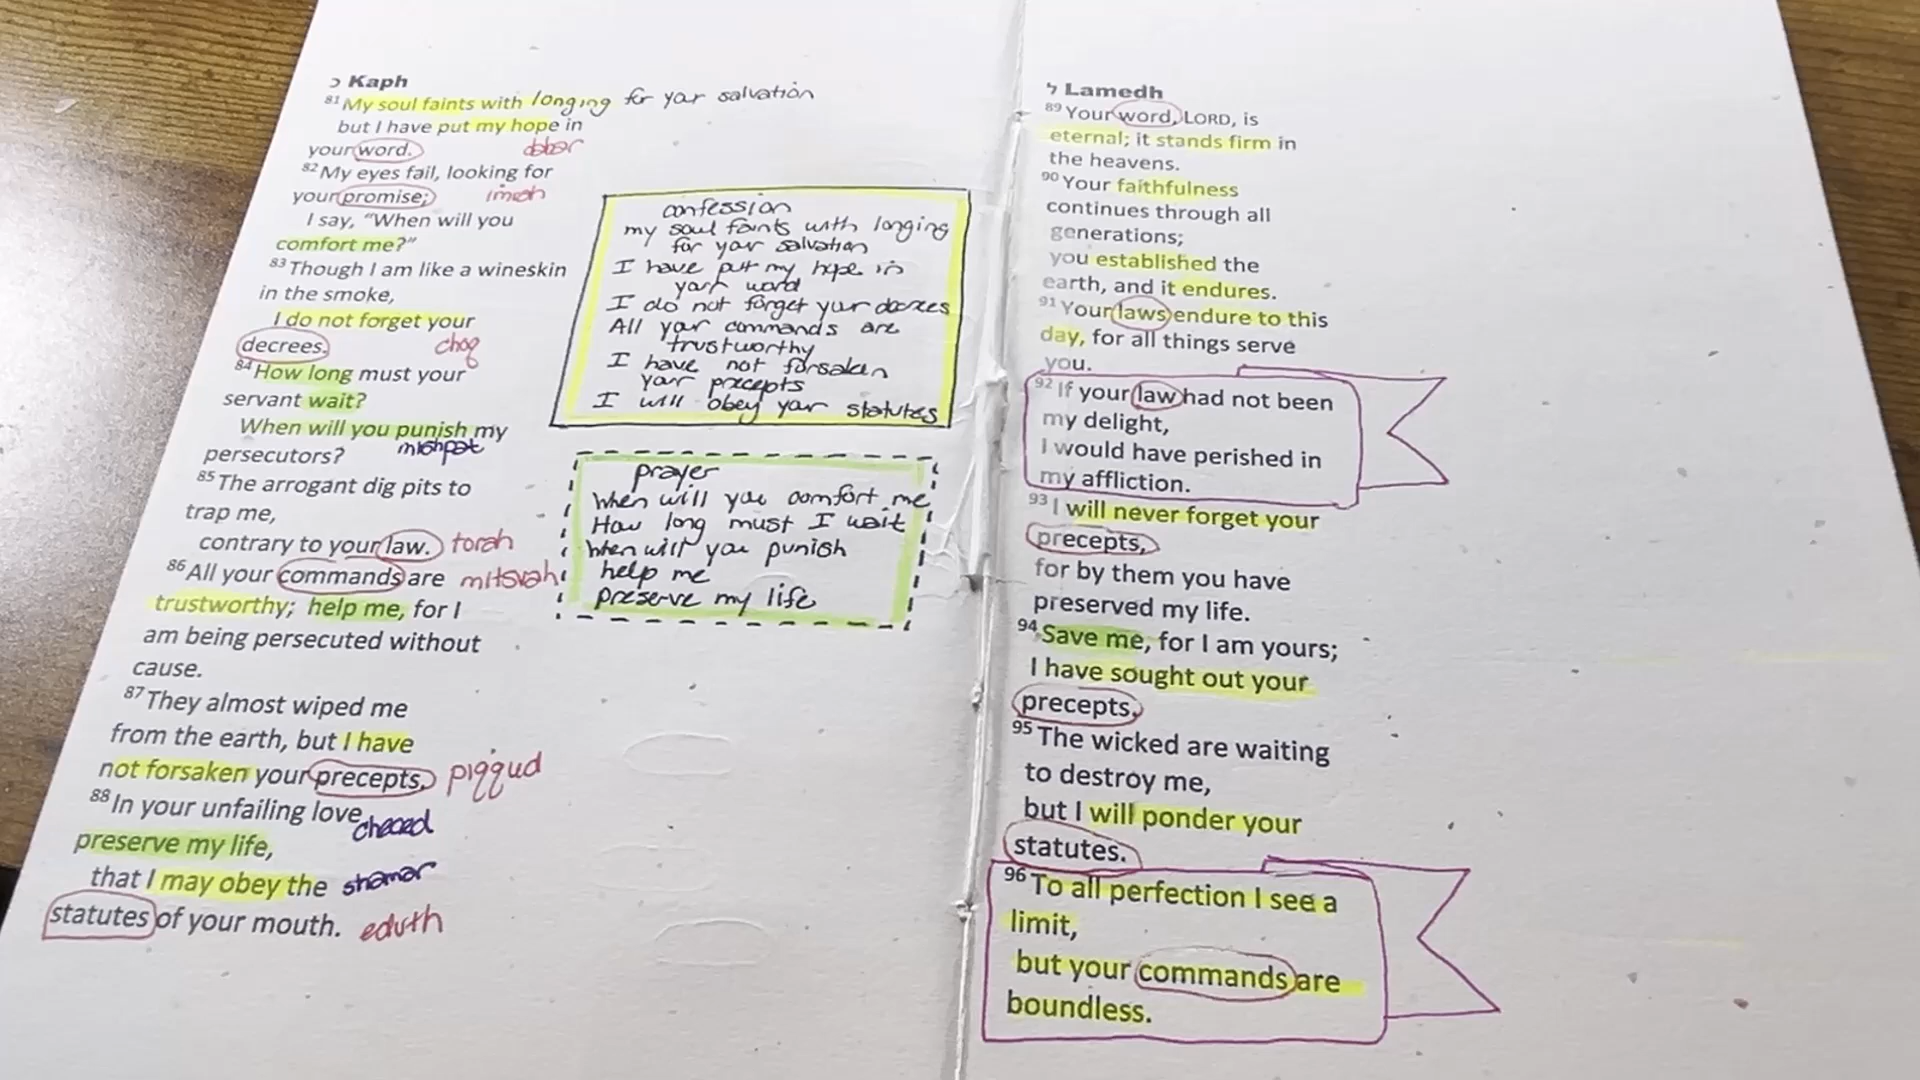 כ Kaph
81 My soul faints with longing for your salvation
but I have put my hope in
your word. dabar
82 My eyes fail, looking for
your promise; imrah
I say, “When will you
comfort me?”
83 Though I am like a wineskin
in the smoke,
I do not forget your
decrees. choq
84 How long must your
servant wait?
When will you punish my
persecutors? mishpat
85 The arrogant dig pits to
trap me,
contrary to your law. torah
86 All your commands are mitsvah
trustworthy; help me, for I
am being persecuted without
cause.
87 They almost wiped me
from the earth, but I have
not forsaken your precepts, piqqud
88 In your unfailing love
checed
preserve my life,
that I may obey the shamar
statutes of your mouth. eduth
confession
my soul faints with longing
for your salvation
I have put my hope in
your word
I do not forget your decrees
All your commands are
trustworthy
I have not forsaken
your precepts
I will obey your statutes
prayer
When will you comfort me
How long must I wait
When will you punish
help me
preserve my life
ל Lamedh
89 Your word, LORD, is
eternal; it stands firm in
the heavens.
90 Your faithfulness
continues through all
generations;
you established the
earth, and it endures.
91 Your laws endure to this
day, for all things serve
you.
92 If your law had not been
my delight,
I would have perished in
my affliction.
93 I will never forget your
precepts,
for by them you have
preserved my life.
94 Save me, for I am yours;
I have sought out your
precepts.
95 The wicked are waiting
to destroy me,
but I will ponder your
statutes.
96 To all perfection I see a
limit,
but your commands are
boundless.